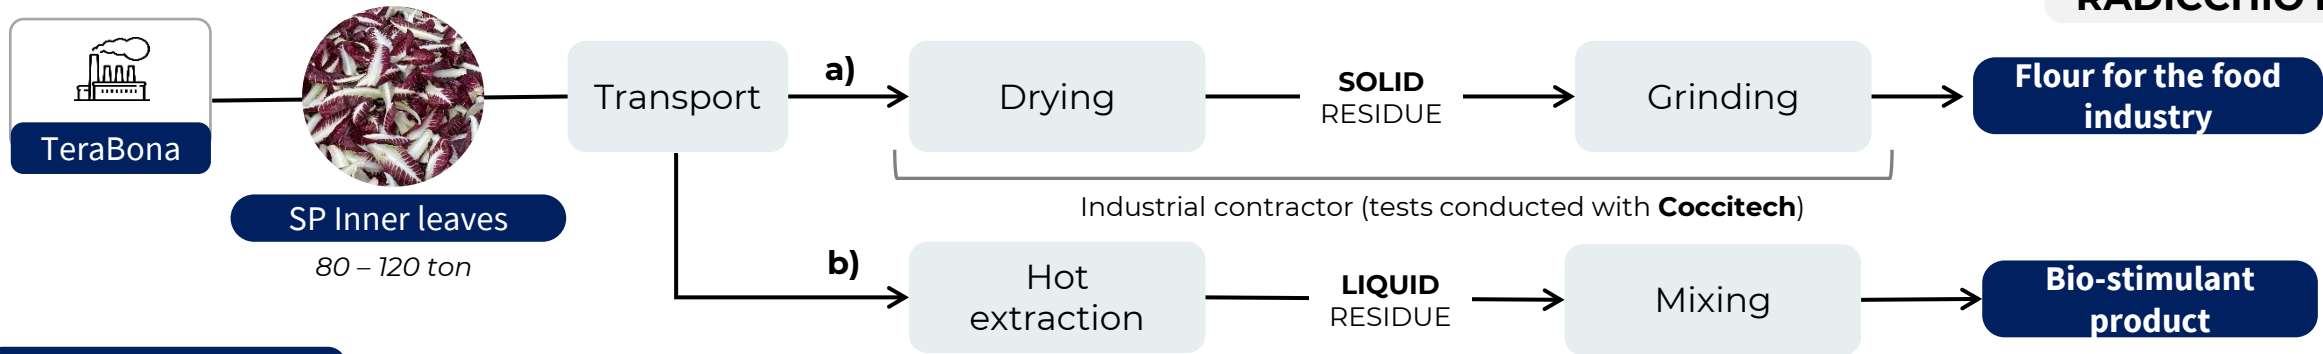 RADICCHIO
TeraBona
SP Inner leaves
80 – 120 ton
Transport
a)
Drying
SOLID
RESIDUE
Grinding
Flour for the food
industry
Industrial contractor (tests conducted with Coccitech)
b)
Hot
extraction
LIQUID
RESIDUE
Mixing
Bio-stimulant
product